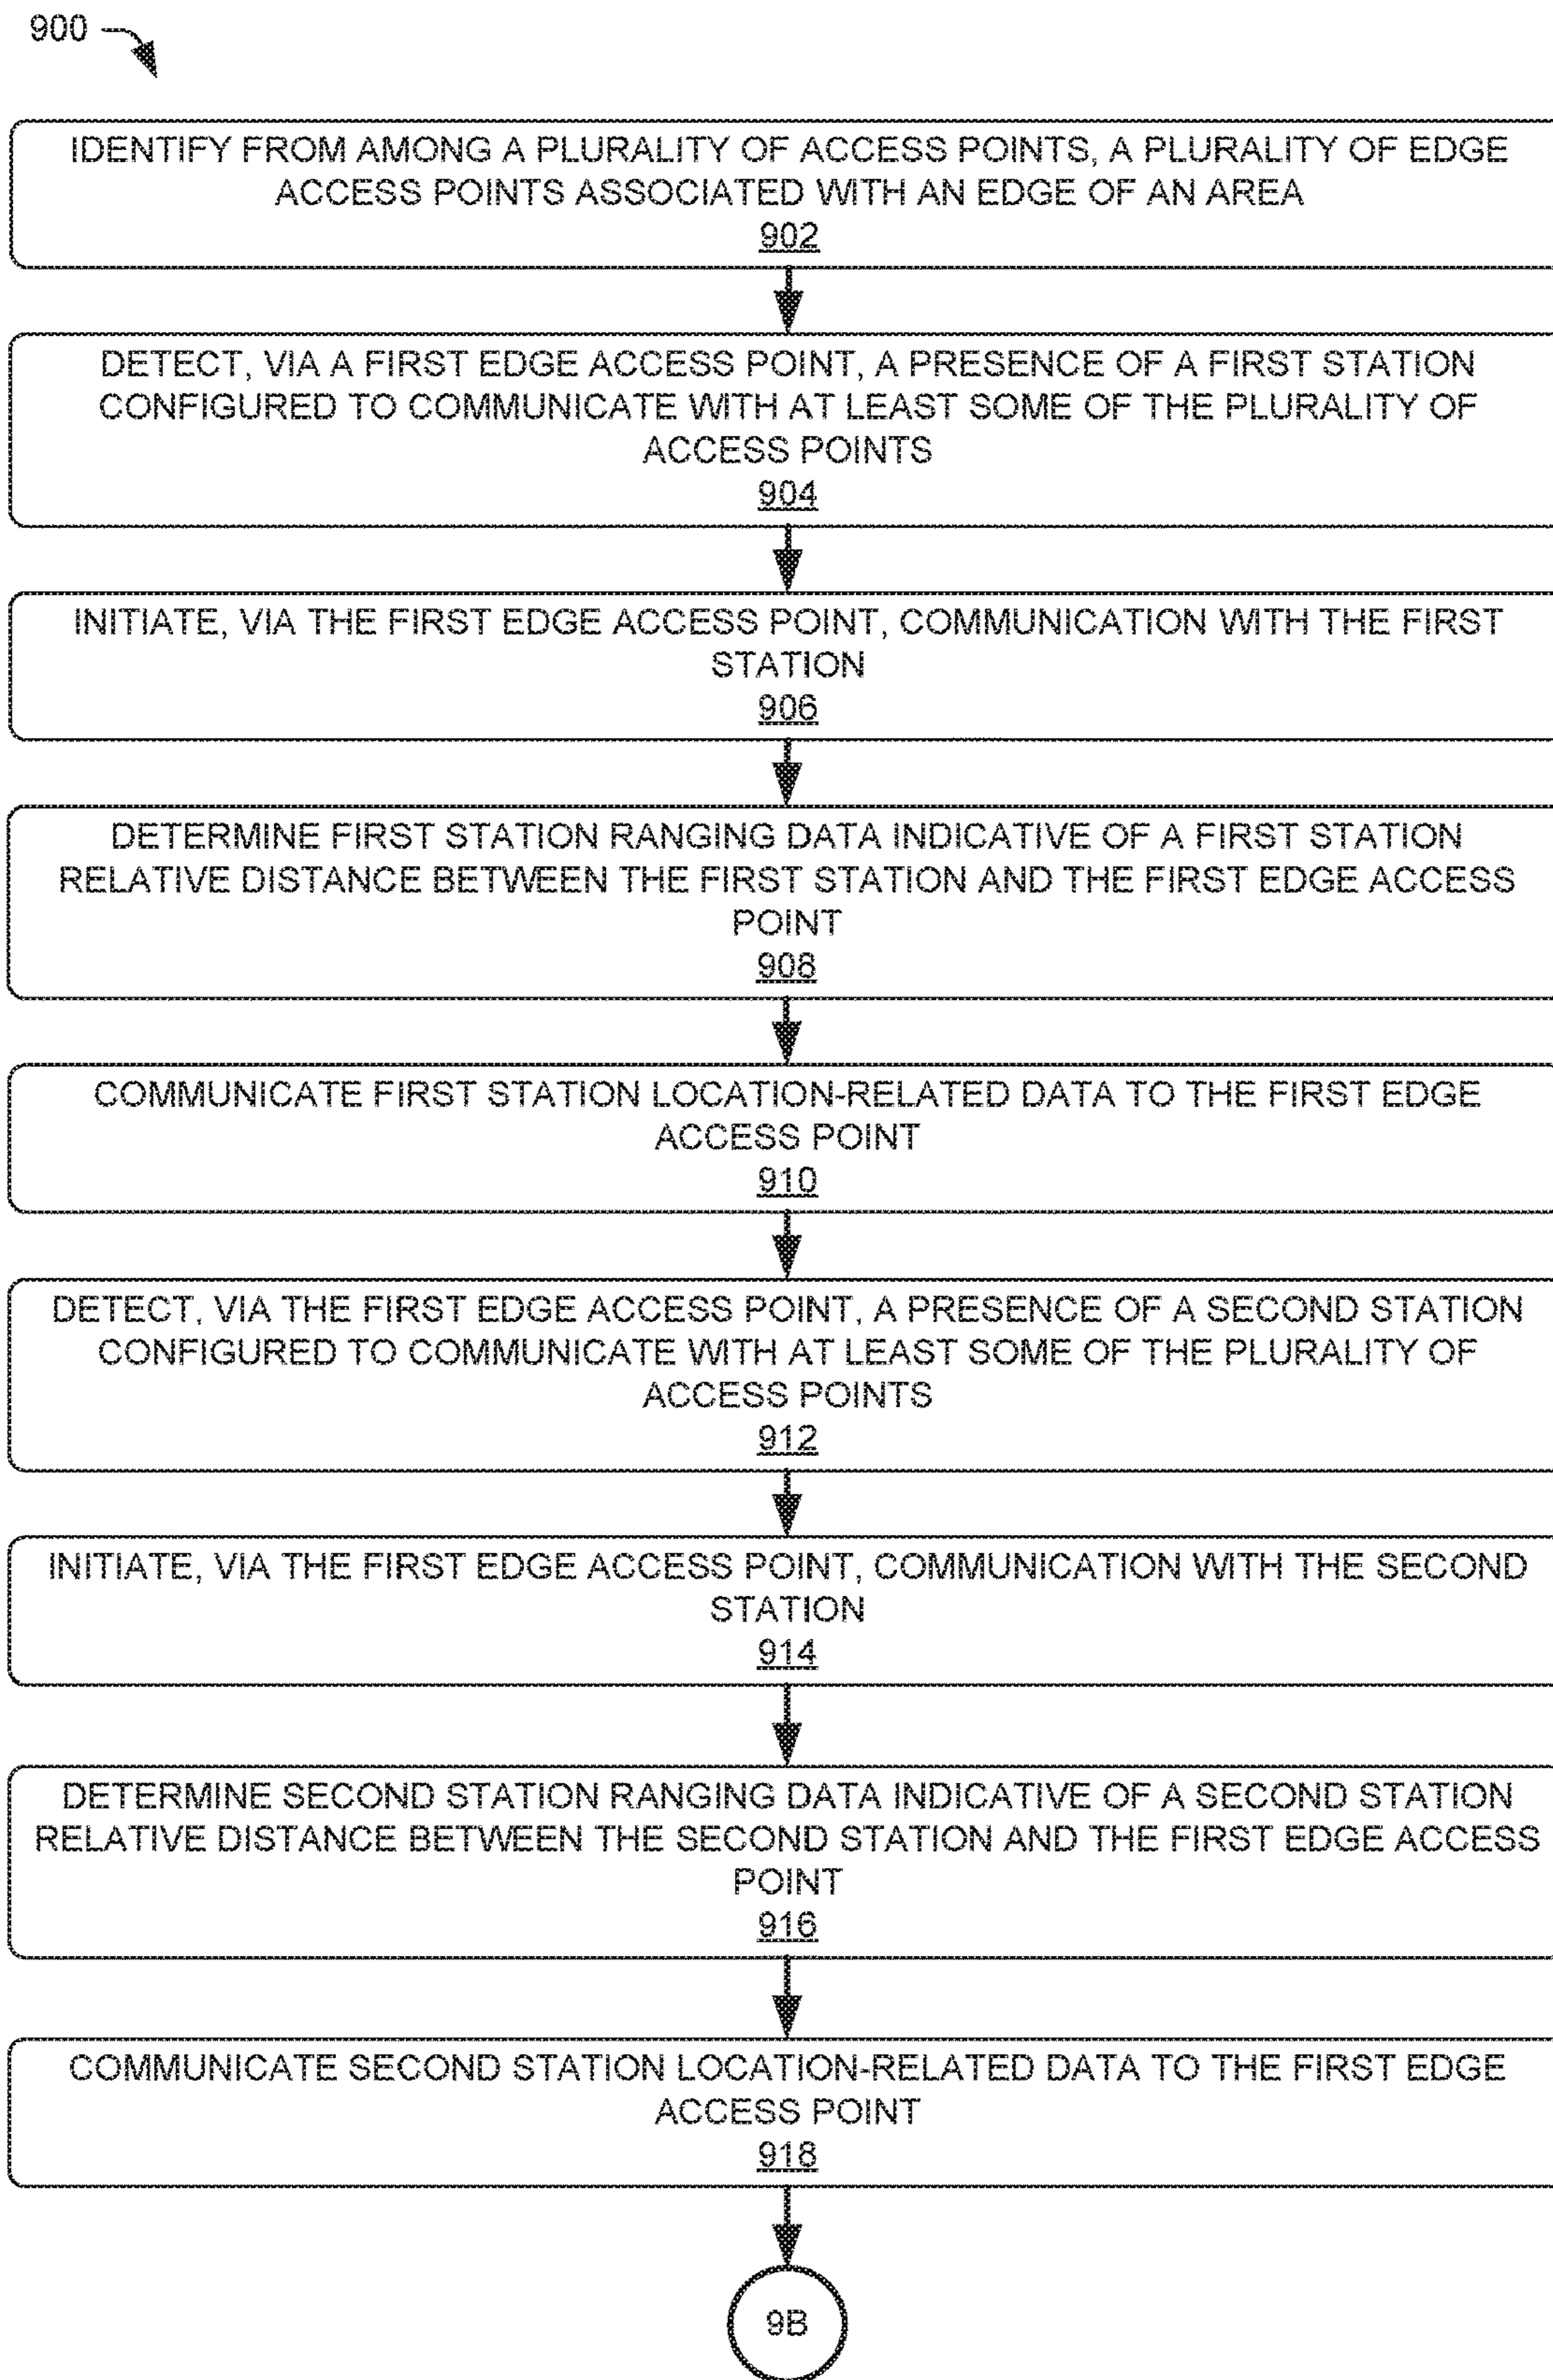 900
IDENTIFY FROM AMONG A PLURALITY OF ACCESS POINTS, A PLURALITY OF EDGE
ACCESS POINTS ASSOCIATED WITH AN EDGE OF AN AREA
902
DETECT, VIA A FIRST EDGE ACCESS POINT, A PRESENCE OF A FIRST STATION
CONFIGURED TO COMMUNICATE WITH AT LEAST SOME OF THE PLURALITY OF
ACCESS POINTS
904
INITIATE, VIA THE FIRST EDGE ACCESS POINT, COMMUNICATION WITH THE FIRST
STATION
906
DETERMINE FIRST STATION RANGING DATA INDICATIVE OF A FIRST STATION
RELATIVE DISTANCE BETWEEN THE FIRST STATION AND THE FIRST EDGE ACCESS
POINT
908
COMMUNICATE FIRST STATION LOCATION-RELATED DATA TO THE FIRST EDGE
ACCESS POINT
910
DETECT, VIA THE FIRST EDGE ACCESS POINT, A PRESENCE OF A SECOND STATION
CONFIGURED TO COMMUNICATE WITH AT LEAST SOME OF THE PLURALITY OF
ACCESS POINTS
912
INITIATE, VIA THE FIRST EDGE ACCESS POINT, COMMUNICATION WITH THE SECOND
STATION
914
DETERMINE SECOND STATION RANGING DATA INDICATIVE OF A SECOND STATION
RELATIVE DISTANCE BETWEEN THE SECOND STATION AND THE FIRST EDGE ACCESS
POINT
916
COMMUNICATE SECOND STATION LOCATION-RELATED DATA TO THE FIRST EDGE
ACCESS POINT
918
9B